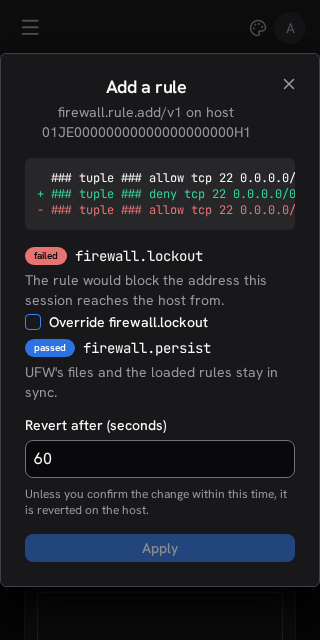 A
Add a rule
firewall.rule.add/v1 on host
01JE00000000000000000000H1
### tuple ### allow tcp 22 0.0.0.0/
+ ### tuple ### deny tcp 22 0.0.0.0/0
- ### tuple ### allow tcp 22 0.0.0.0/
failed firewall.lockout
The rule would block the address this
session reaches the host from.
Override firewall.lockout
passed firewall.persist
UFW's files and the loaded rules stay in
sync.
Revert after (seconds)
60
Unless you confirm the change within this time, it
is reverted on the host.
Apply